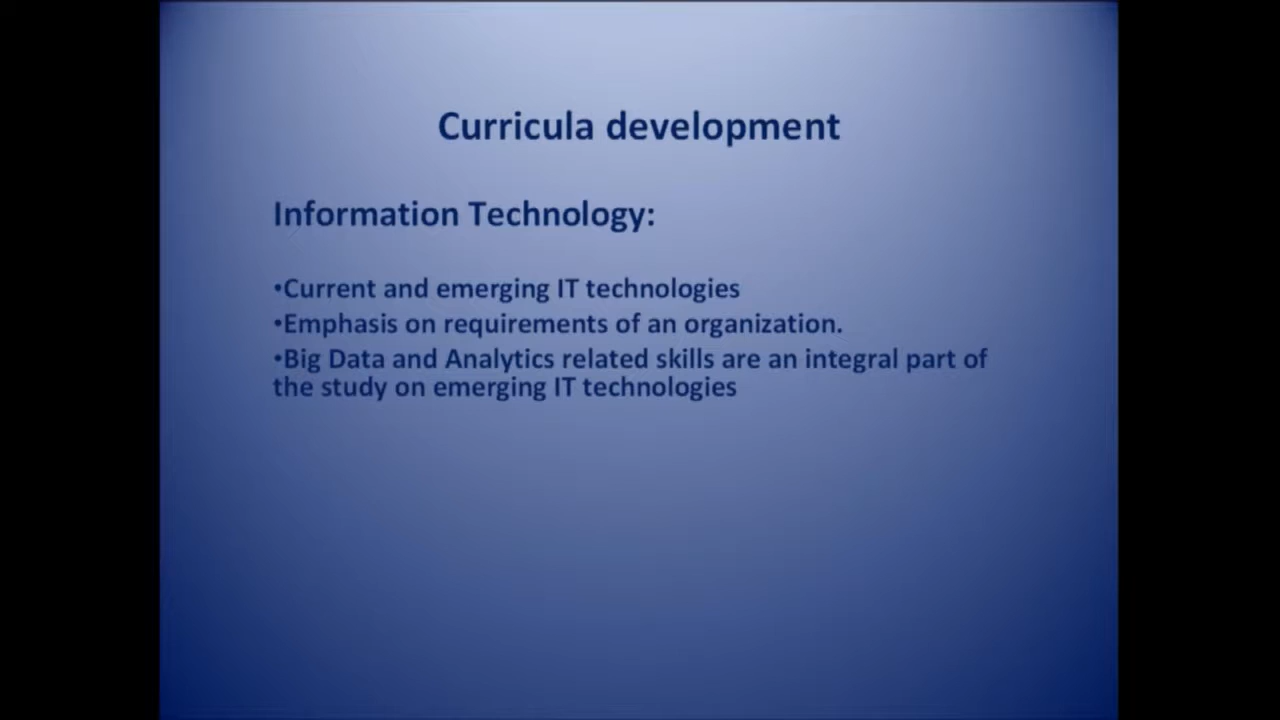 Curricula development
Information Technology:
•Current and emerging IT technologies
•Emphasis on requirements of an organization.
•Big Data and Analytics related skills are an integral part of
the study on emerging IT technologies